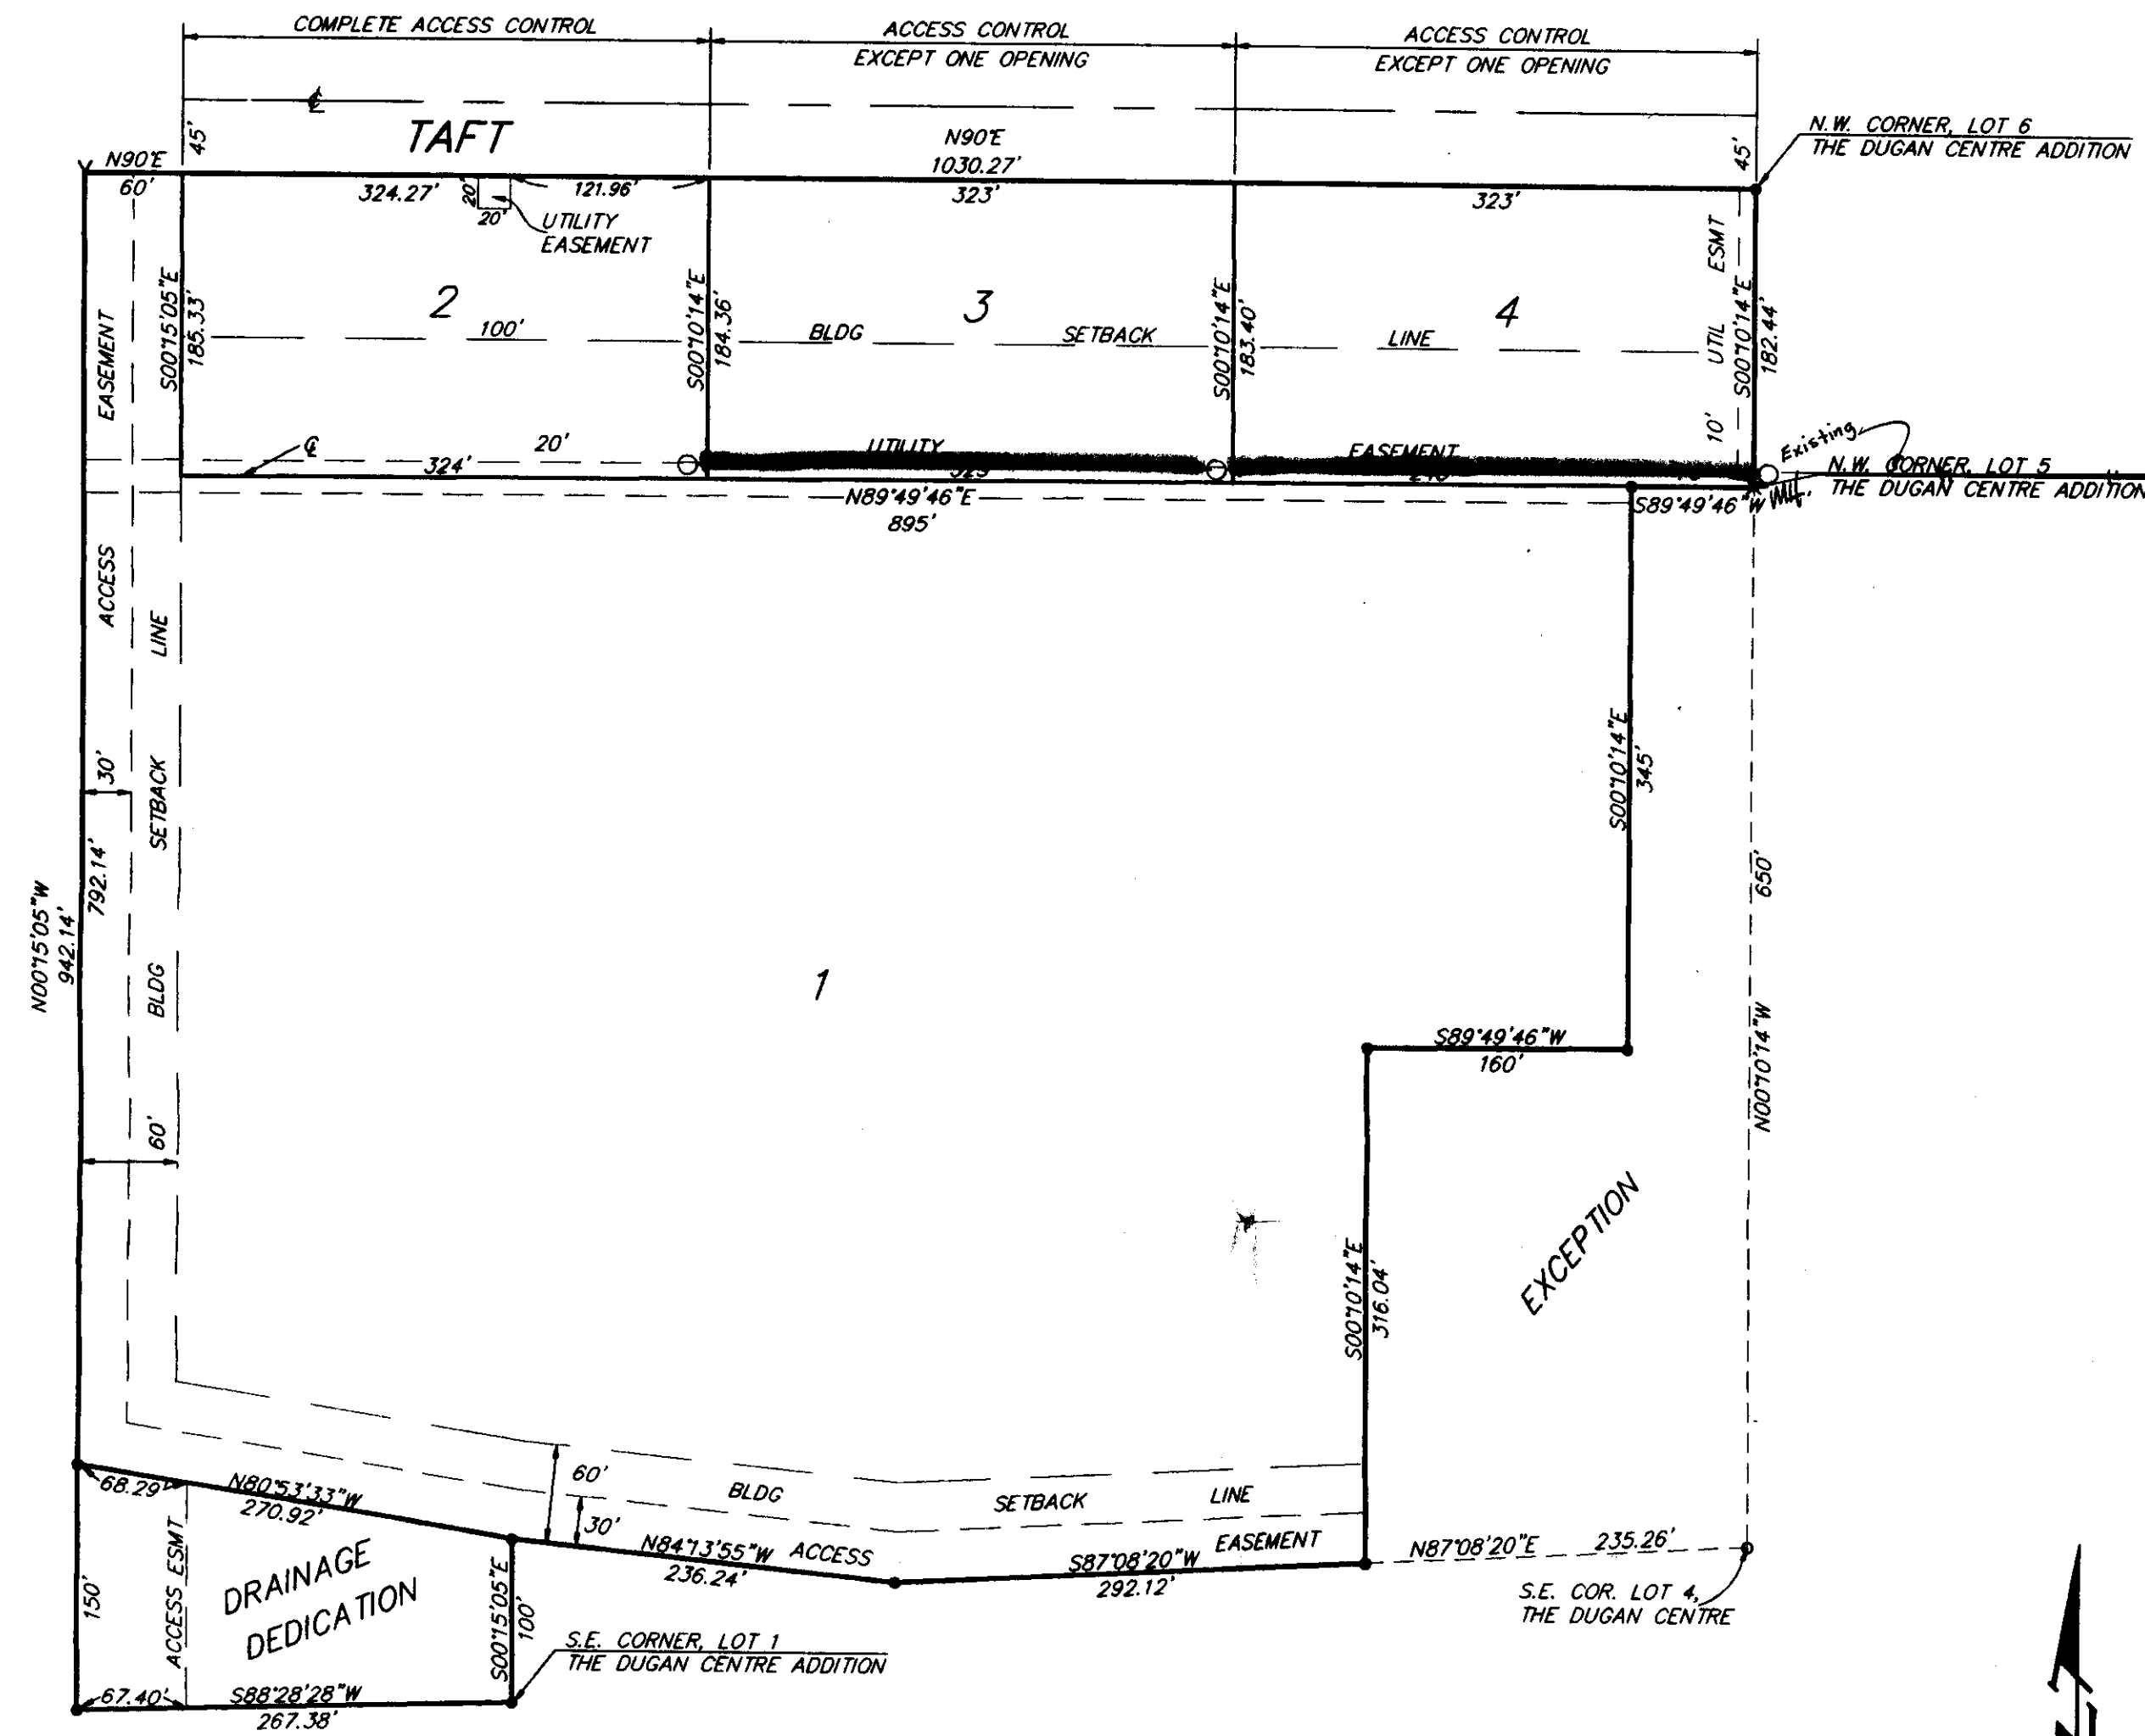 COMPLETE ACCESS CONTROL
ACCESS CONTROL
EXCEPT ONE OPENING
ACCESS CONTROL
EXCEPT ONE OPENING
45'
TAFT
N90°E
1030.27'
45'
N.W. CORNER, LOT 6
THE DUGAN CENTRE ADDITION
N90°E
60'
324.27'
20'
20'
121.96'
323'
323'
UTILITY
EASEMENT
EASEMENT
S00°15'05"E
185.33'
2
100'
S00°10'14"E
184.36'
3
BLDG
SETBACK
S00°10'14"E
183.40'
4
LINE
UTIL ESMT
10'
S00°10'14"E
182.44'
20'
324'
UTILITY
EASEMENT
Existing
MH.
N.W. CORNER, LOT 5
THE DUGAN CENTRE ADDITION
N89°49'46"E
895'
S89°49'46"W
ACCESS
LINE
SETBACK
BLDG
30'
792.14'
N00°15'05"W
942.14'
60'
1
S00°10'14"E
345'
S89°49'46"W
160'
650'
N00°10'14"W
S00°10'14"E
316.04'
EXCEPTION
68.29'
N80°53'33"W
270.92'
60'
30'
BLDG
SETBACK
LINE
N84°13'55"W
236.24'
ACCESS
EASEMENT
S87°08'20"W
292.12'
N87°08'20"E
235.26'
S.E. COR. LOT 4,
THE DUGAN CENTRE
150'
ACCESS ESMT
DRAINAGE
DEDICATION
S00°15'05"E
100'
S.E. CORNER, LOT 1
THE DUGAN CENTRE ADDITION
67.40'
S88°28'28"W
267.38'